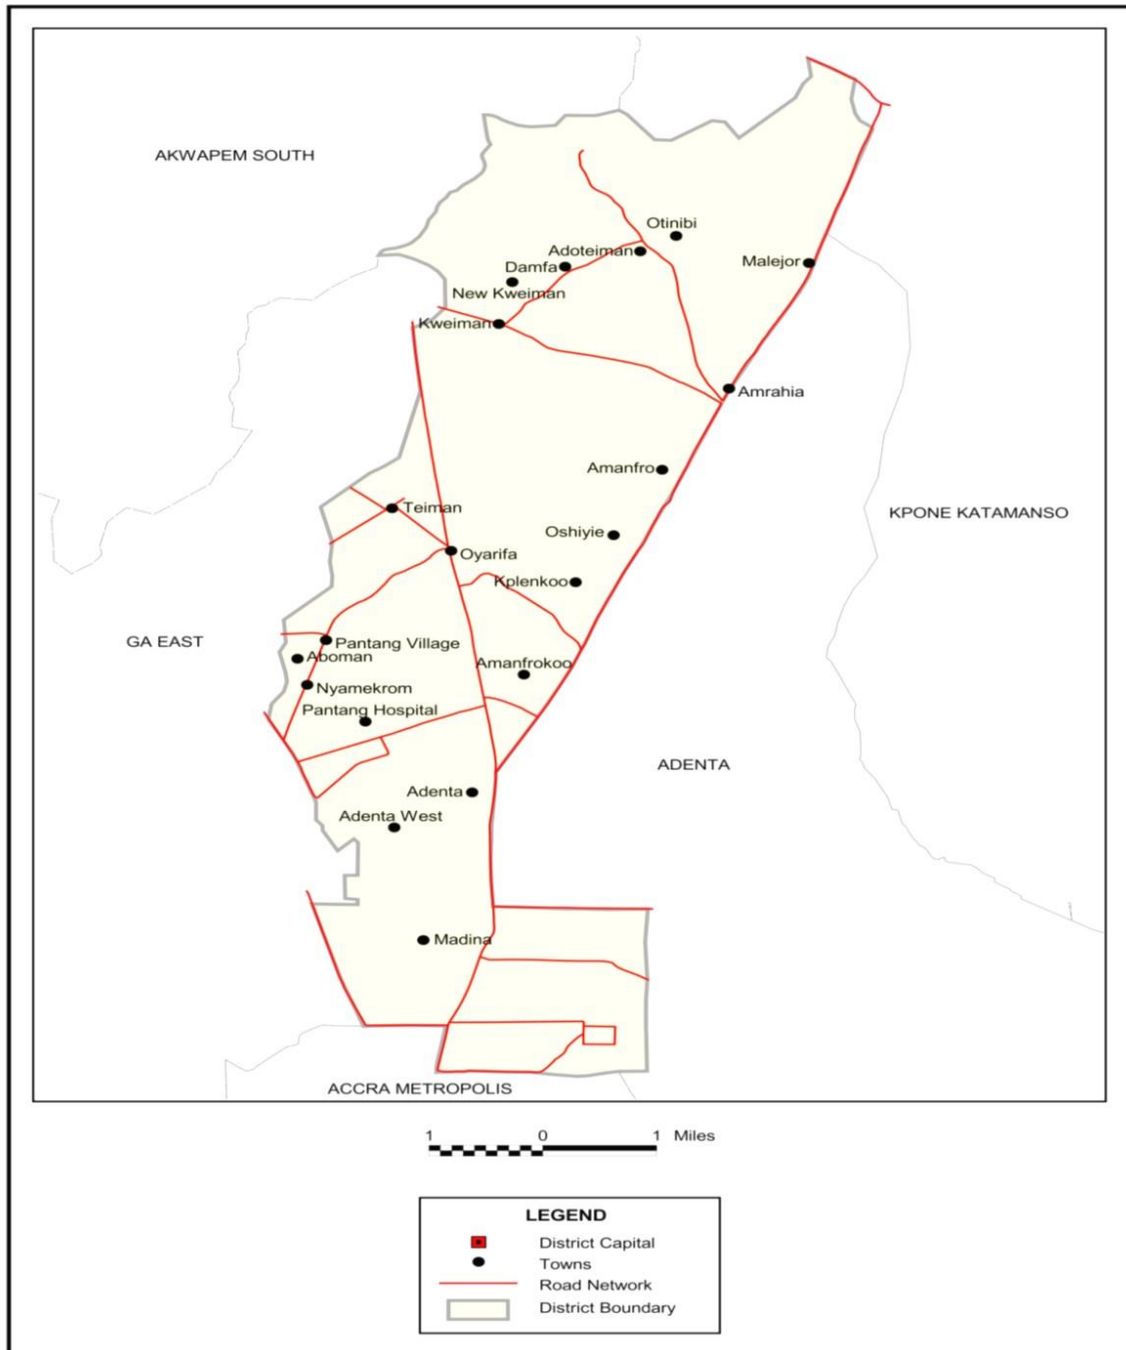 AKWAPEM SOUTH
Otinibi
Adoteiman
Malejor
Damfa
New Kweiman
Kweiman
Amrahia
Amanfro
Teiman
KPONE KATAMANSO
Oshiyie
Oyarifa
Kplenkoo
GA EAST
Pantang Village
Aboman
Amanfrokoo
Nyamekrom
Pantang Hospital
ADENTA
Adenta
Adenta West
Madina
ACCRA METROPOLIS
1 0 1 Miles
LEGEND
District Capital
Towns
Road Network
District Boundary